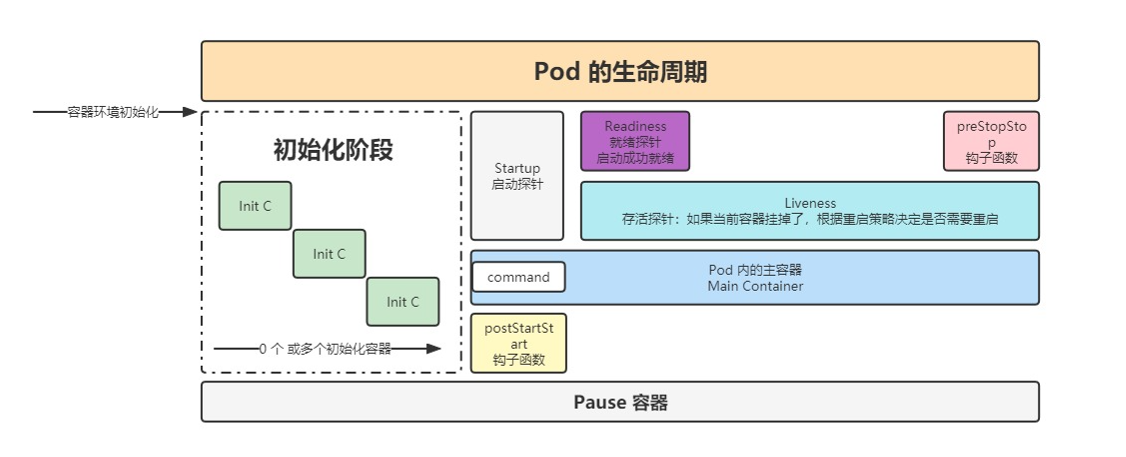 Pod 的生命周期
容器环境初始化
初始化阶段
Init C
Init C
Init C
0 个 或多个初始化容器
Startup
启动探针
Readiness
就绪探针
启动成功就绪
preStopSto
p
钩子函数
Liveness
存活探针：如果当前容器挂掉了，根据重启策略决定是否需要重启
command
Pod 内的主容器
Main Container
postStartSt
art
钩子函数
Pause 容器